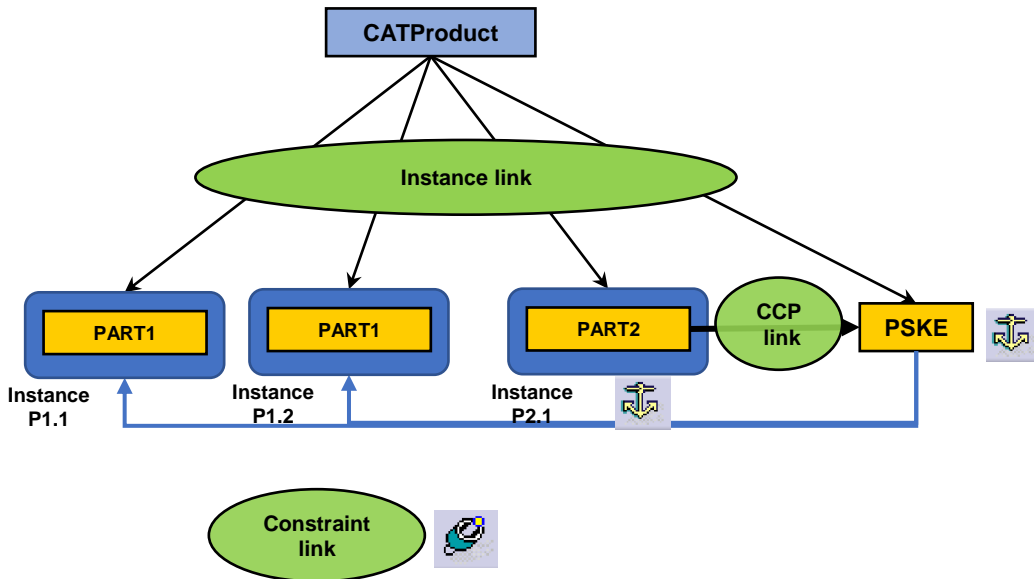 CATProduct
Instance link
PART1
PART1
PART2
CCP
link
PSKE
Instance
P1.1
Instance
P1.2
Instance
P2.1
Constraint
link